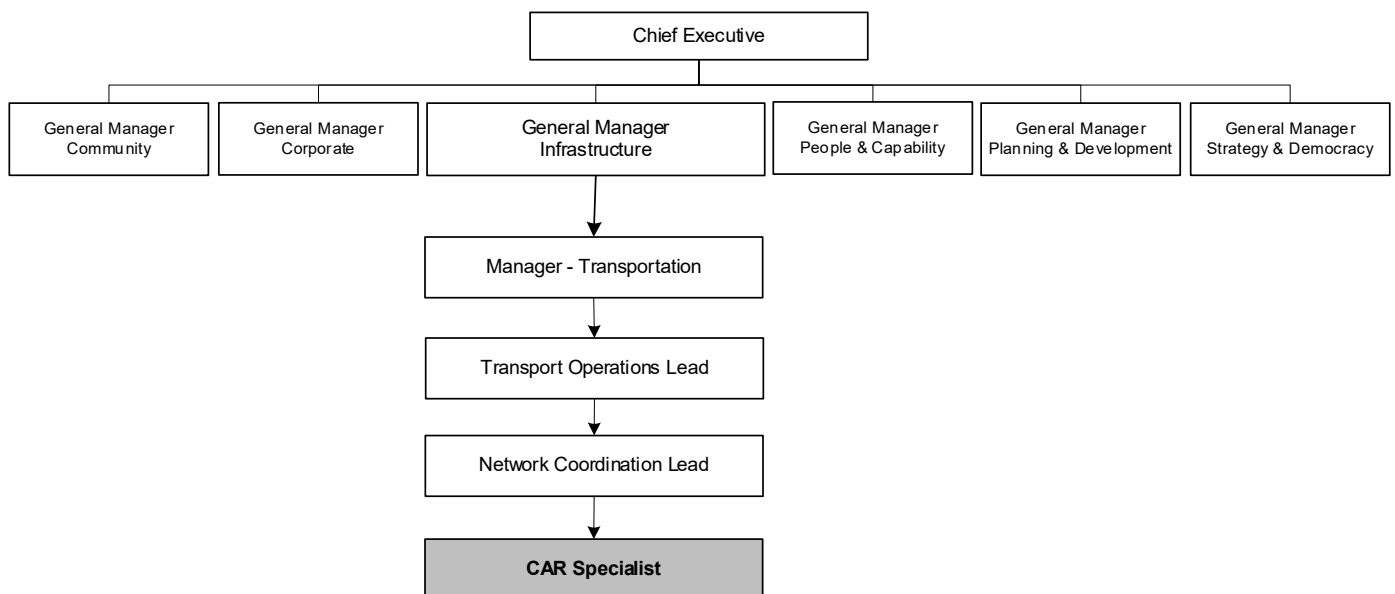 Chief Executive
General Manager
Community
General Manager
Corporate
General Manager
Infrastructure
General Manager
People & Capability
General Manager
Planning & Development
General Manager
Strategy & Democracy
Manager - Transportation
Transport Operations Lead
Network Coordination Lead
CAR Specialist